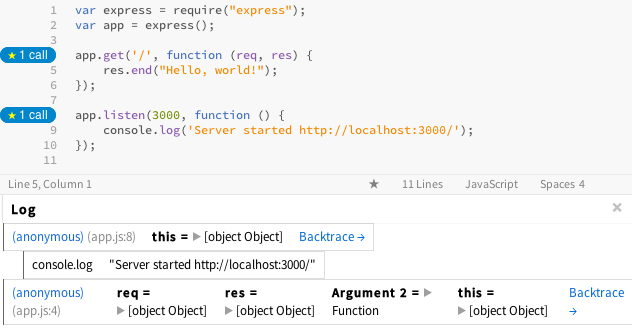 1 var express = require("express");
2 var app = express();
3
★ 1 call app.get('/', function (req, res) {
5 res.end("Hello, world!");
6 });
7
★ 1 call app.listen(3000, function () {
9 console.log('Server started http://localhost:3000/');
10 });
11
Line 5, Column 1 ★ 11 Lines JavaScript Spaces 4
Log ×
(anonymous) (app.js:8) this = ▶ [object Object] Backtrace →
console.log "Server started http://localhost:3000/"
(anonymous) req = res = Argument 2 = ▶ this = Backtrace
(app.js:4) ▶ [object Object] ▶ [object Object] Function ▶ [object Object] →